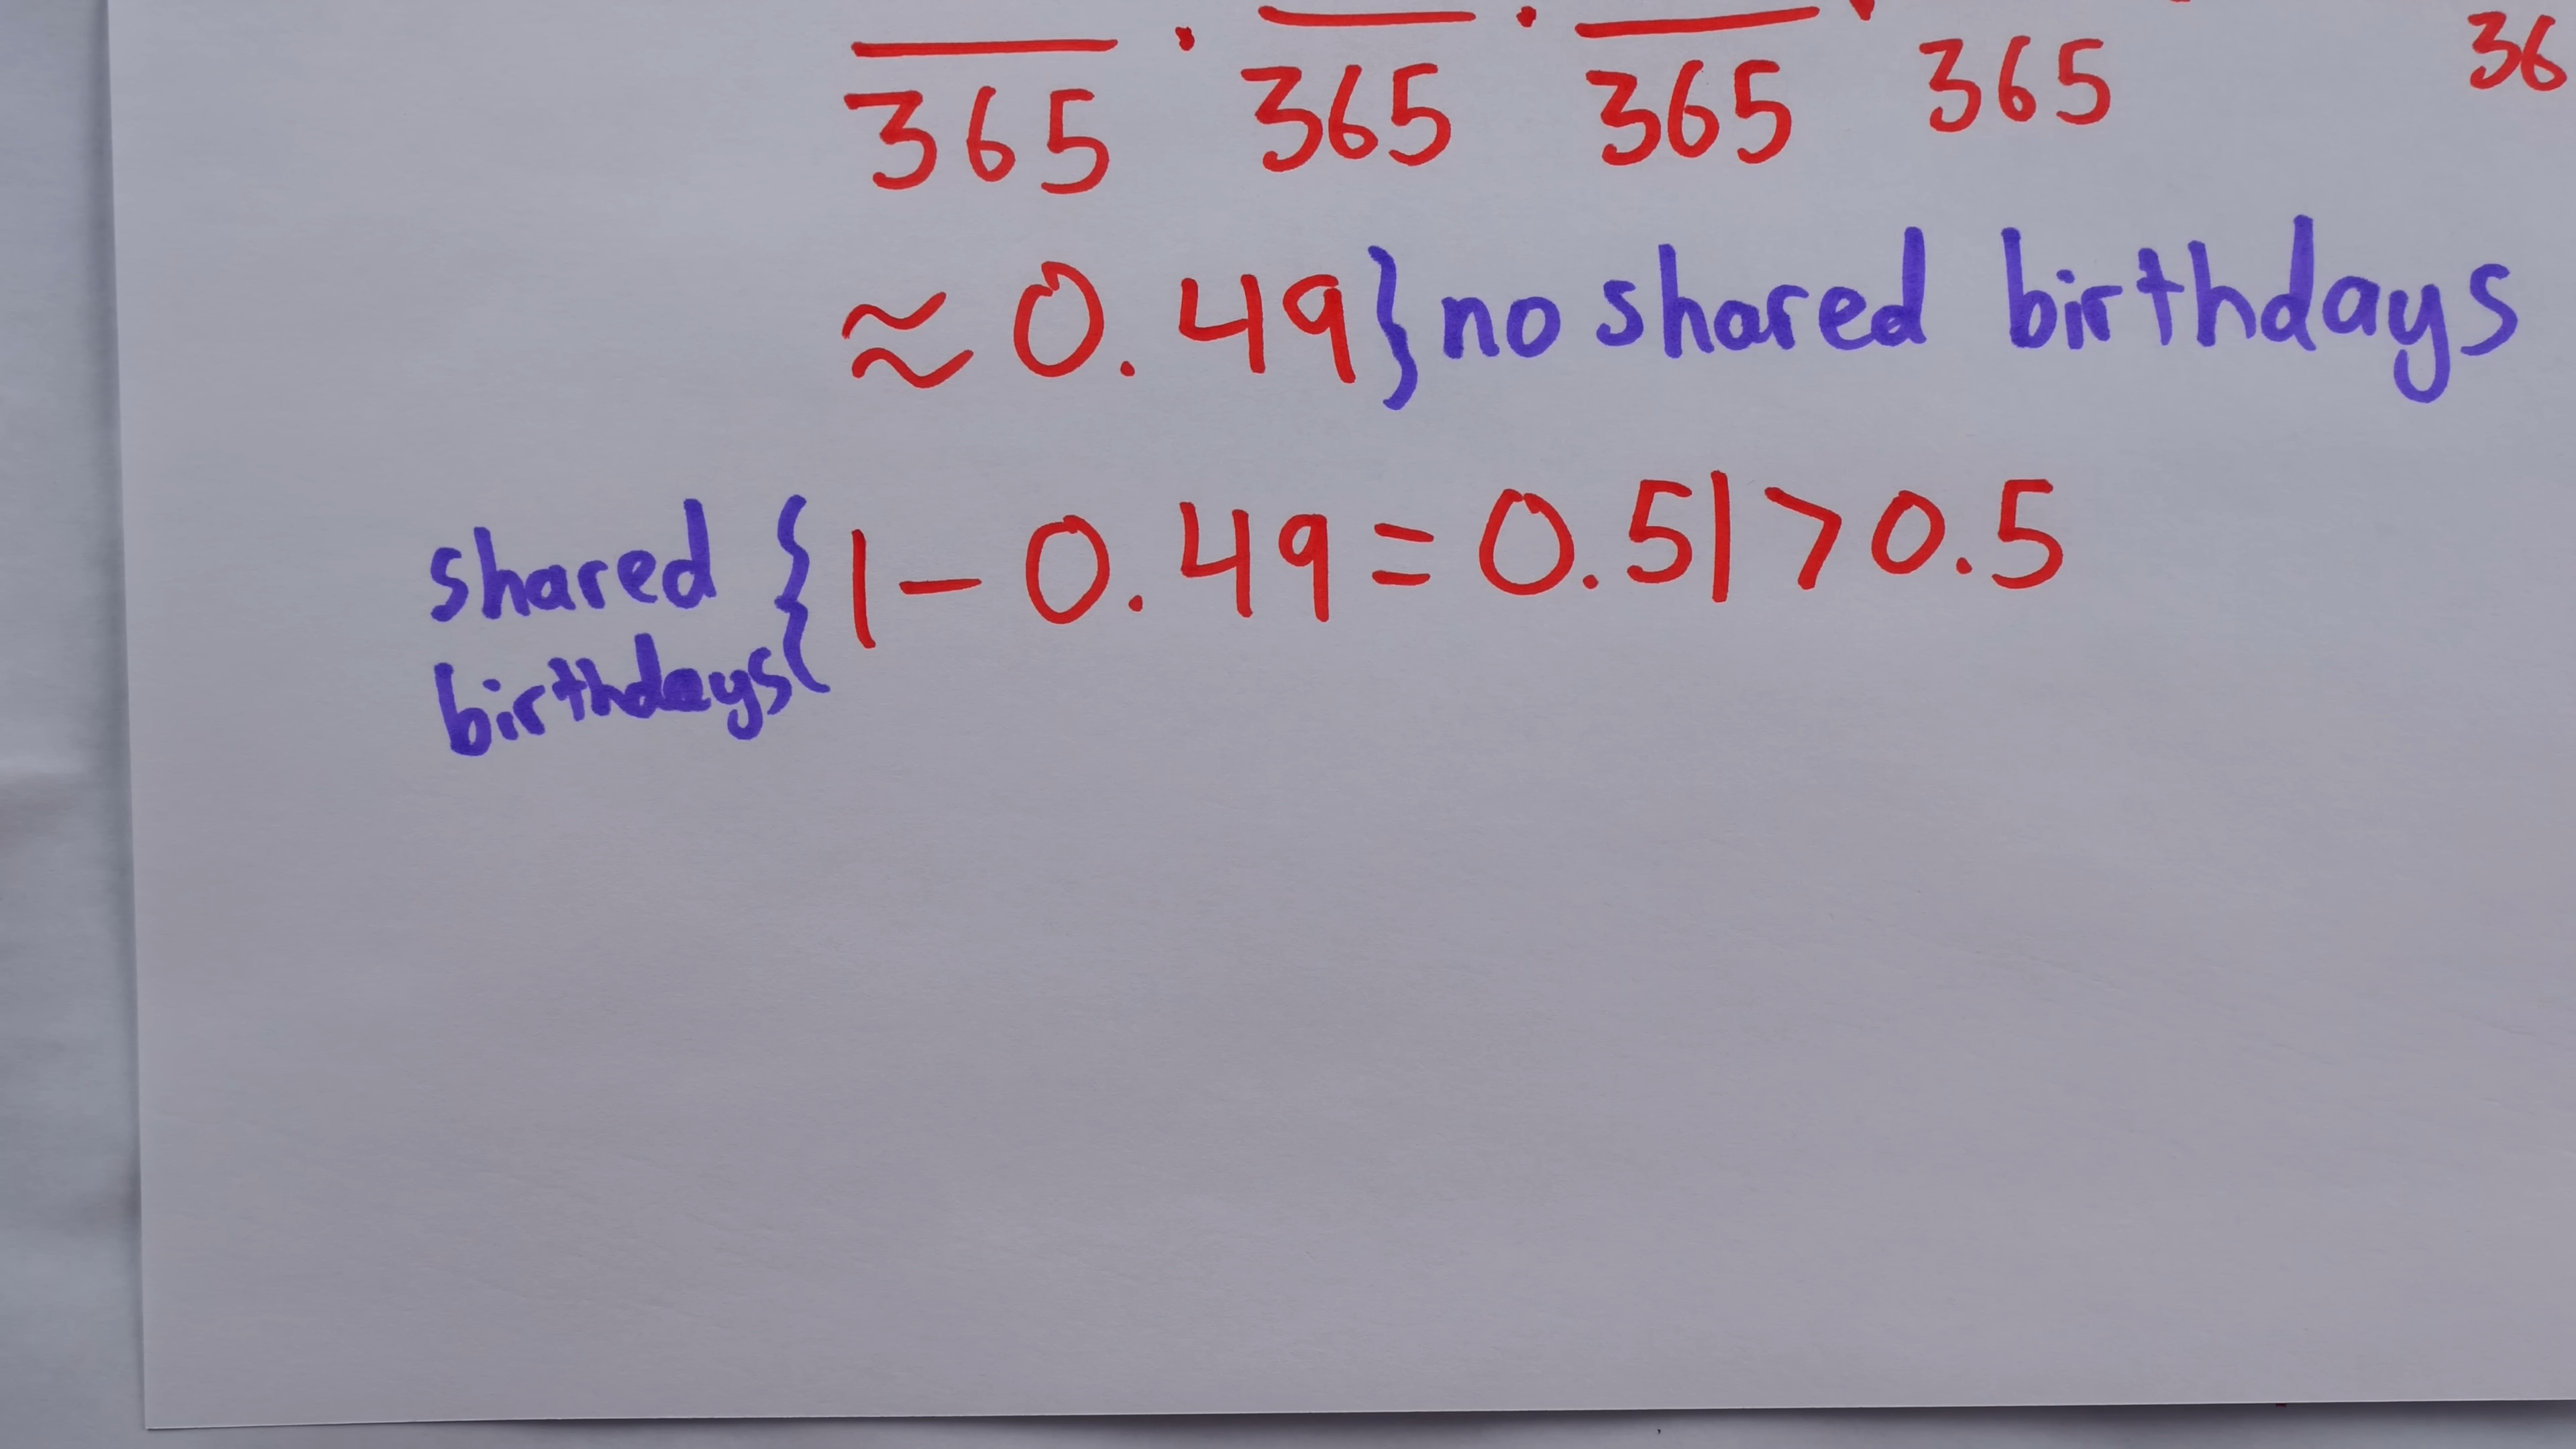 365 · 365 · 365 · 365 36
≈ 0.49} no shared birthdays
shared { 1 - 0.49 = 0.51 > 0.5
birthdays